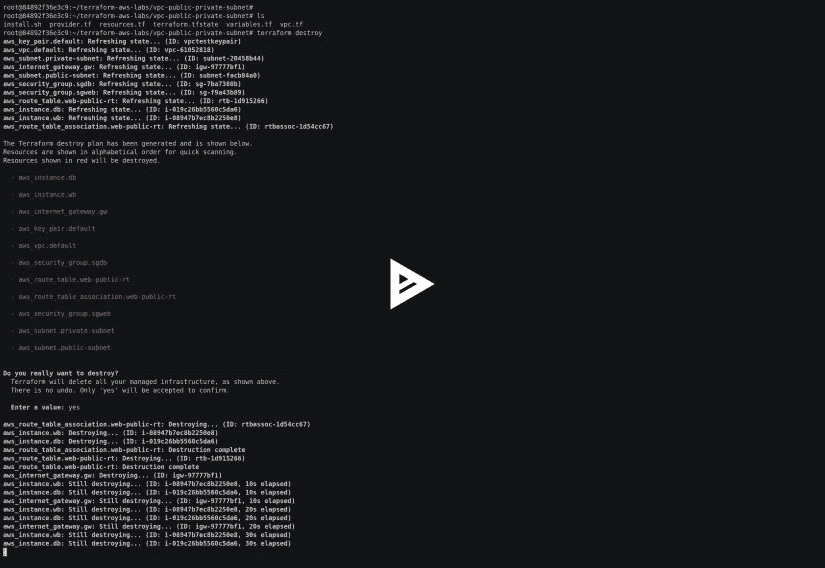 root@84892f36e3c9:~/terraform-aws-labs/vpc-public-private-subnet#
root@84892f36e3c9:~/terraform-aws-labs/vpc-public-private-subnet# ls
install.sh provider.tf resources.tf terraform.tfstate variables.tf vpc.tf
root@84892f36e3c9:~/terraform-aws-labs/vpc-public-private-subnet# terraform destroy
aws_key_pair.default: Refreshing state... (ID: vpctestkeypair)
aws_vpc.default: Refreshing state... (ID: vpc-61052818)
aws_subnet.private-subnet: Refreshing state... (ID: subnet-20458b44)
aws_internet_gateway.gw: Refreshing state... (ID: igw-97777bf1)
aws_subnet.public-subnet: Refreshing state... (ID: subnet-facb84a0)
aws_security_group.sgdb: Refreshing state... (ID: sg-7ba7380b)
aws_security_group.sgweb: Refreshing state... (ID: sg-f9a43b89)
aws_route_table.web-public-rt: Refreshing state... (ID: rtb-1d915266)
aws_instance.db: Refreshing state... (ID: i-019c26bb5560c5da6)
aws_instance.wb: Refreshing state... (ID: i-08947b7ec8b2250e8)
aws_route_table_association.web-public-rt: Refreshing state... (ID: rtbassoc-1d54cc67)
The Terraform destroy plan has been generated and is shown below.
Resources are shown in alphabetical order for quick scanning.
Resources shown in red will be destroyed.
- aws_instance.db
- aws_instance.wb
- aws_internet_gateway.gw
- aws_key_pair.default
- aws_vpc.default
- aws_security_group.sgdb
- aws_route_table.web-public-rt
- aws_route_table_association.web-public-rt
- aws_security_group.sgweb
- aws_subnet.private-subnet
- aws_subnet.public-subnet
Do you really want to destroy?
Terraform will delete all your managed infrastructure, as shown above.
There is no undo. Only 'yes' will be accepted to confirm.
Enter a value: yes
aws_route_table_association.web-public-rt: Destroying... (ID: rtbassoc-1d54cc67)
aws_instance.wb: Destroying... (ID: i-08947b7ec8b2250e8)
aws_instance.db: Destroying... (ID: i-019c26bb5560c5da6)
aws_route_table_association.web-public-rt: Destruction complete
aws_route_table.web-public-rt: Destroying... (ID: rtb-1d915266)
aws_route_table.web-public-rt: Destruction complete
aws_internet_gateway.gw: Destroying... (ID: igw-97777bf1)
aws_instance.wb: Still destroying... (ID: i-08947b7ec8b2250e8, 10s elapsed)
aws_instance.db: Still destroying... (ID: i-019c26bb5560c5da6, 10s elapsed)
aws_internet_gateway.gw: Still destroying... (ID: igw-97777bf1, 10s elapsed)
aws_instance.wb: Still destroying... (ID: i-08947b7ec8b2250e8, 20s elapsed)
aws_instance.db: Still destroying... (ID: i-019c26bb5560c5da6, 20s elapsed)
aws_internet_gateway.gw: Still destroying... (ID: igw-97777bf1, 20s elapsed)
aws_instance.wb: Still destroying... (ID: i-08947b7ec8b2250e8, 30s elapsed)
aws_instance.db: Still destroying... (ID: i-019c26bb5560c5da6, 30s elapsed)